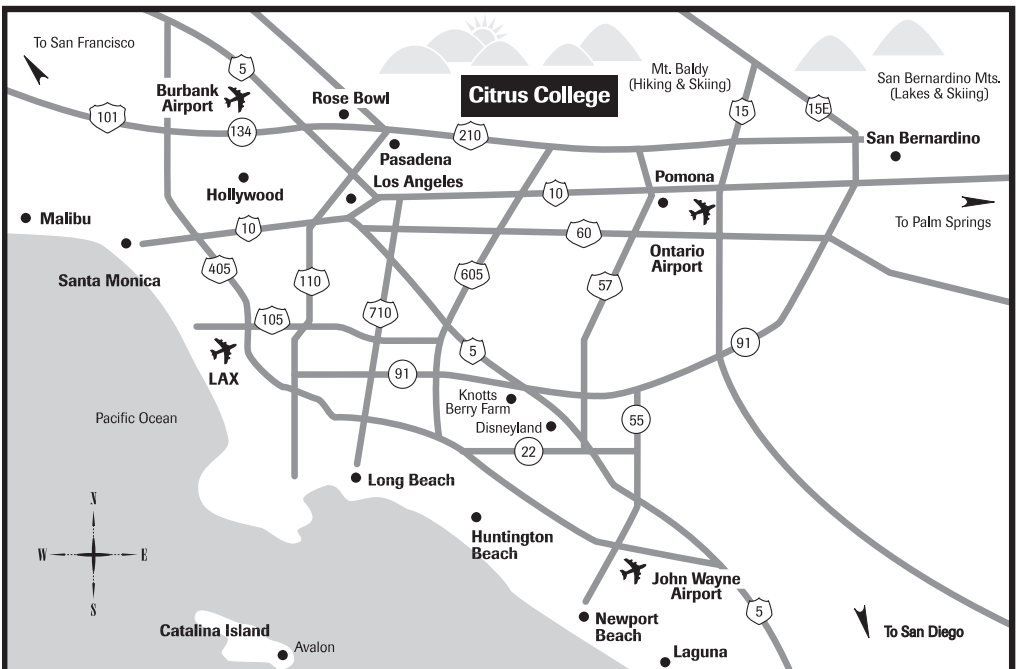 To San Francisco
5
Burbank
Airport
101
134
Rose Bowl
Citrus College
Mt. Baldy
(Hiking & Skiing)
San Bernardino Mts.
(Lakes & Skiing)
15
15E
210
San Bernardino
Pasadena
Los Angeles
Hollywood
Pomona
10
Malibu
10
60
To Palm Springs
Santa Monica
405
110
605
57
Ontario
Airport
105
710
LAX
5
91
91
Knotts
Berry Farm
Disneyland
55
Pacific Ocean
22
Long Beach
N
W
E
S
Huntington
Beach
John Wayne
Airport
Newport
Beach
5
To San Diego
Catalina Island
Avalon
Laguna